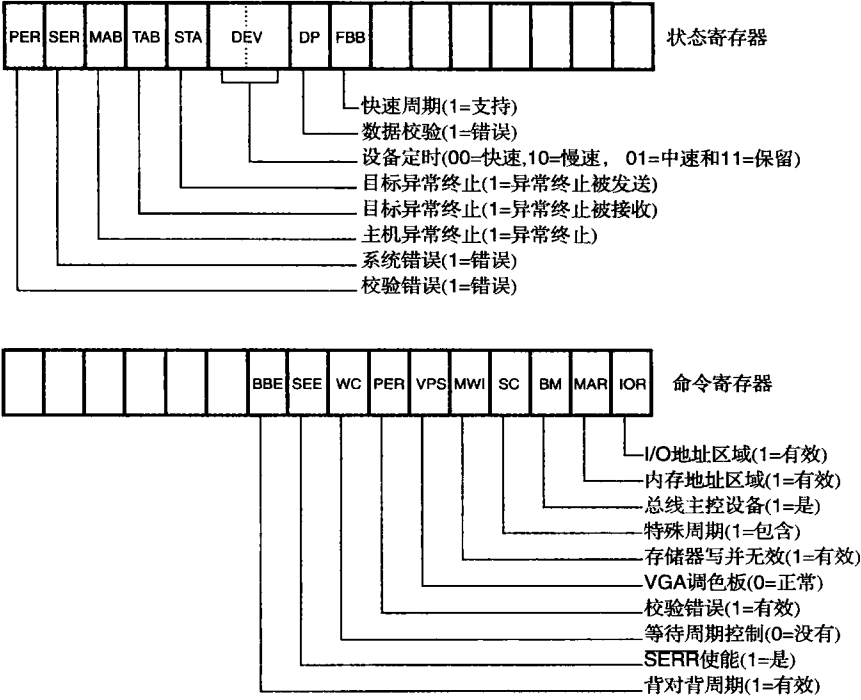 PER SER MAB TAB STA DEV DP FBB 状态寄存器
快速周期(1=支持)
数据校验(1=错误)
设备定时(00=快速,10=慢速， 01=中速和11=保留)
目标异常终止(1=异常终止被发送)
目标异常终止(1=异常终止被接收)
主机异常终止(1=异常终止)
系统错误(1=错误)
校验错误(1=错误)
BBE SEE WC PER VPS MWI SC BM MAR IOR 命令寄存器
I/O地址区域(1=有效)
内存地址区域(1=有效)
总线主控设备(1=是)
特殊周期(1=包含)
存储器写并无效(1=有效)
VGA调色板(0=正常)
校验错误(1=有效)
等待周期控制(0=没有)
SERR使能(1=是)
背对背周期(1=有效)